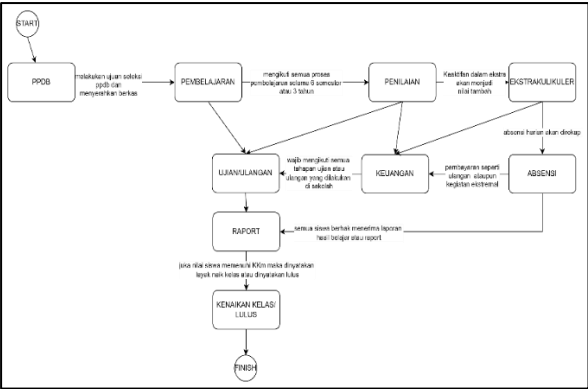 START
PPDB
melakukan ujuan seleksi
ppdb dan
menyerahkan berkas
PEMBELAJARAN
mengikuti semua proses
pembelajaran selama 6 semester
atau 3 tahun
PENILAIAN
Keaktifan dalam ekstra
akan menjadi
nilai tambah
EKSTRAKULIKULER
absensi harian akan direkap
UJIAN/ULANGAN
wajib mengikuti semua
tahapan ujian atau
ulangan yang dilakukan
di sekolah
KEUANGAN
pembayaran seperti
ulangan ataupun
kegiatan eksternal
ABSENSI
RAPORT
semua siswa berhak menerima laporan
hasil belajar atau raport
juka nilai siswa memenuhi KKm maka dinyatakan
layak naik kelas atau dinyatakan lulus
KENAIKAN KELAS/
LULUS
FINISH